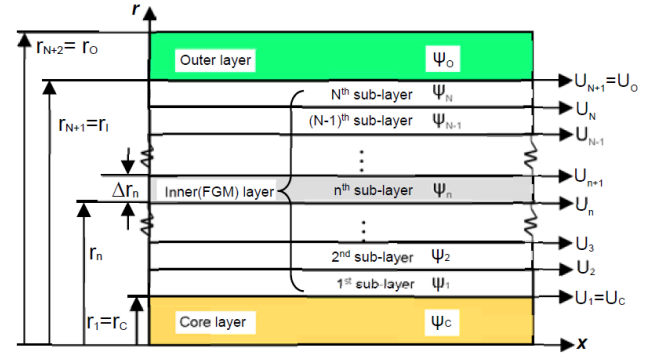 r
r_{N+2}= r_O
Outer layer ψ_O
U_{N+1}=U_O
N^{th} sub-layer ψ_N
U_N
r_{N+1}=r_I
(N-1)^{th} sub-layer ψ_{N-1}
U_{N-1}
⋮
U_{n+1}
Δr_n Inner(FGM) layer n^{th} sub-layer ψ_n
U_n
⋮
r_n
U_3
2^{nd} sub-layer ψ_2
U_2
1^{st} sub-layer ψ_1
U_1=U_C
r_1=r_C Core layer ψ_C
x